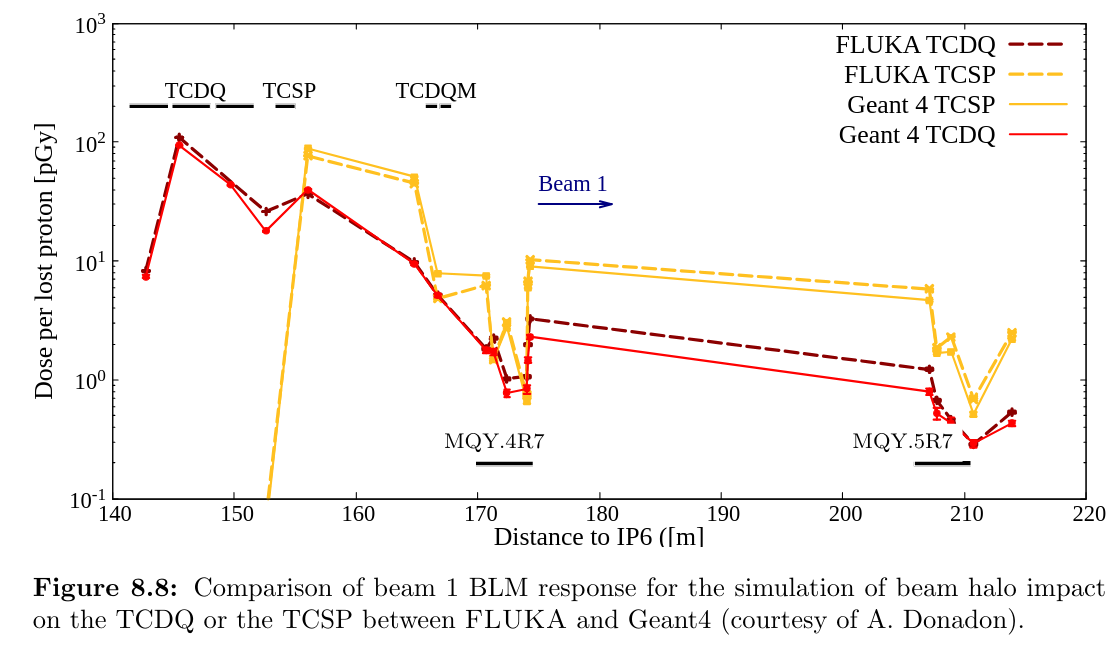 10^3
10^2
10^1
10^0
10^-1
Dose per lost proton [pGy]
TCDQ TCSP TCDQM
FLUKA TCDQ
FLUKA TCSP
Geant 4 TCSP
Geant 4 TCDQ
Beam 1
MQY.4R7 MQY.5R7
140 150 160 170 180 190 200 210 220
Distance to IP6 ([m]
Figure 8.8: Comparison of beam 1 BLM response for the simulation of beam halo impact
on the TCDQ or the TCSP between FLUKA and Geant4 (courtesy of A. Donadon).